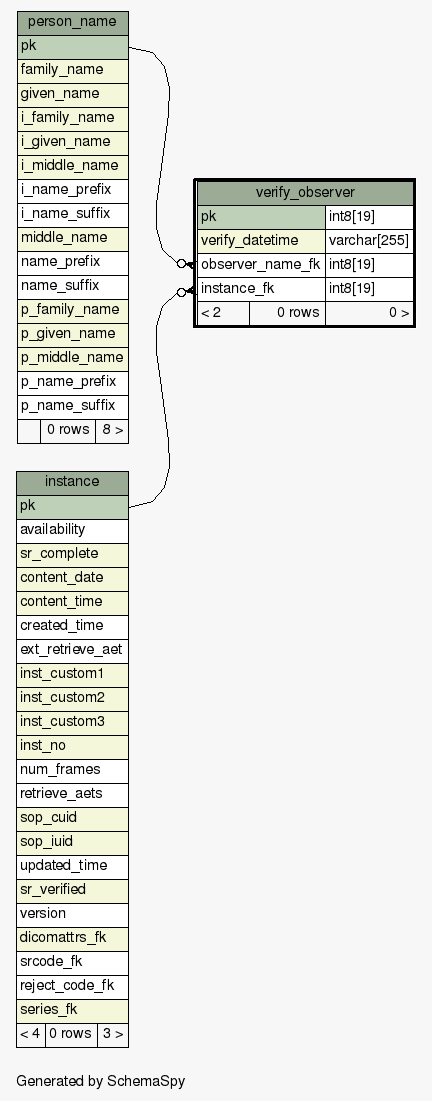 person_name
pk
family_name
given_name
i_family_name
i_given_name
i_middle_name
i_name_prefix
i_name_suffix
middle_name
name_prefix
name_suffix
p_family_name
p_given_name
p_middle_name
p_name_prefix
p_name_suffix
0 rows 8 >
verify_observer
pk int8[19]
verify_datetime varchar[255]
observer_name_fk int8[19]
instance_fk int8[19]
< 2 0 rows 0 >
instance
pk
availability
sr_complete
content_date
content_time
created_time
ext_retrieve_aet
inst_custom1
inst_custom2
inst_custom3
inst_no
num_frames
retrieve_aets
sop_cuid
sop_iuid
updated_time
sr_verified
version
dicomattrs_fk
srcode_fk
reject_code_fk
series_fk
< 4 0 rows 3 >
Generated by SchemaSpy